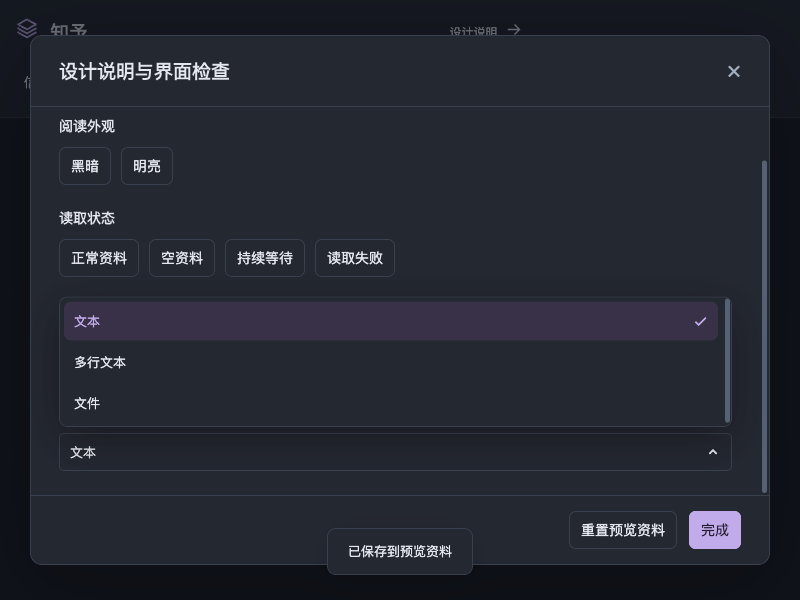 知予
设计说明
设计说明与界面检查
阅读外观
黑暗
明亮
读取状态
正常资料
空资料
持续等待
读取失败
文本
多行文本
文件
文本
重置预览资料
完成
已保存到预览资料